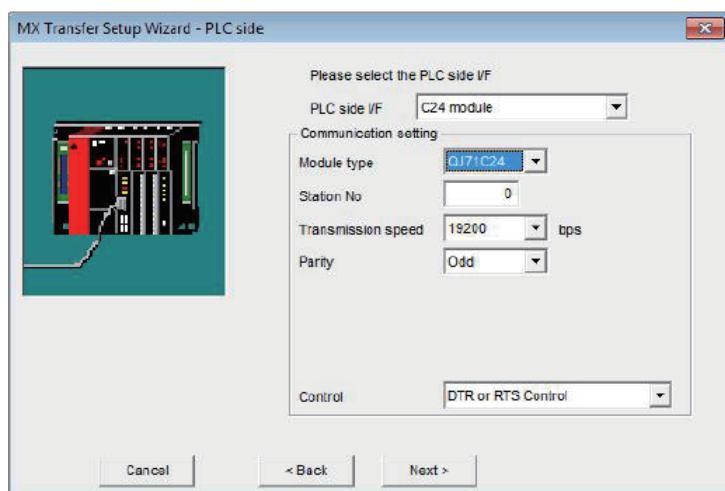 MX Transfer Setup Wizard - PLC side
Please select the PLC side I/F
PLC side I/F C24 module
Communication setting
Module type QJ71C24
Station No 0
Transmission speed 19200 bps
Parity Odd
Control DTR or RTS Control
Cancel < Back Next >